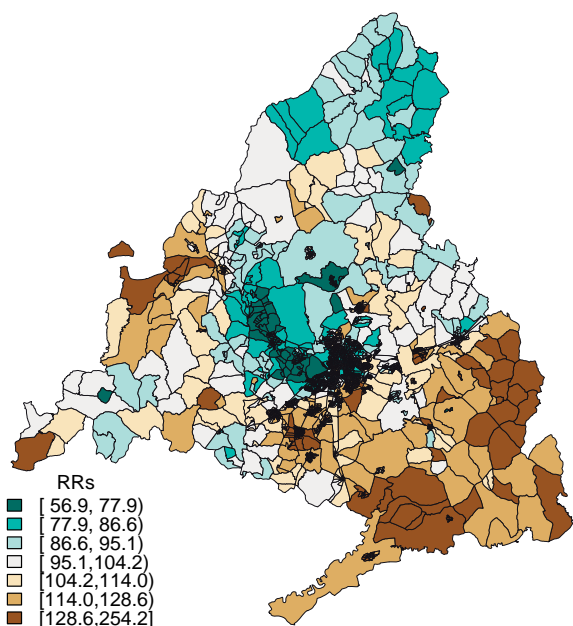 RRs
[ 56.9, 77.9)
[ 77.9, 86.6)
[ 86.6, 95.1)
[ 95.1,104.2)
[104.2,114.0)
[114.0,128.6)
[128.6,254.2]